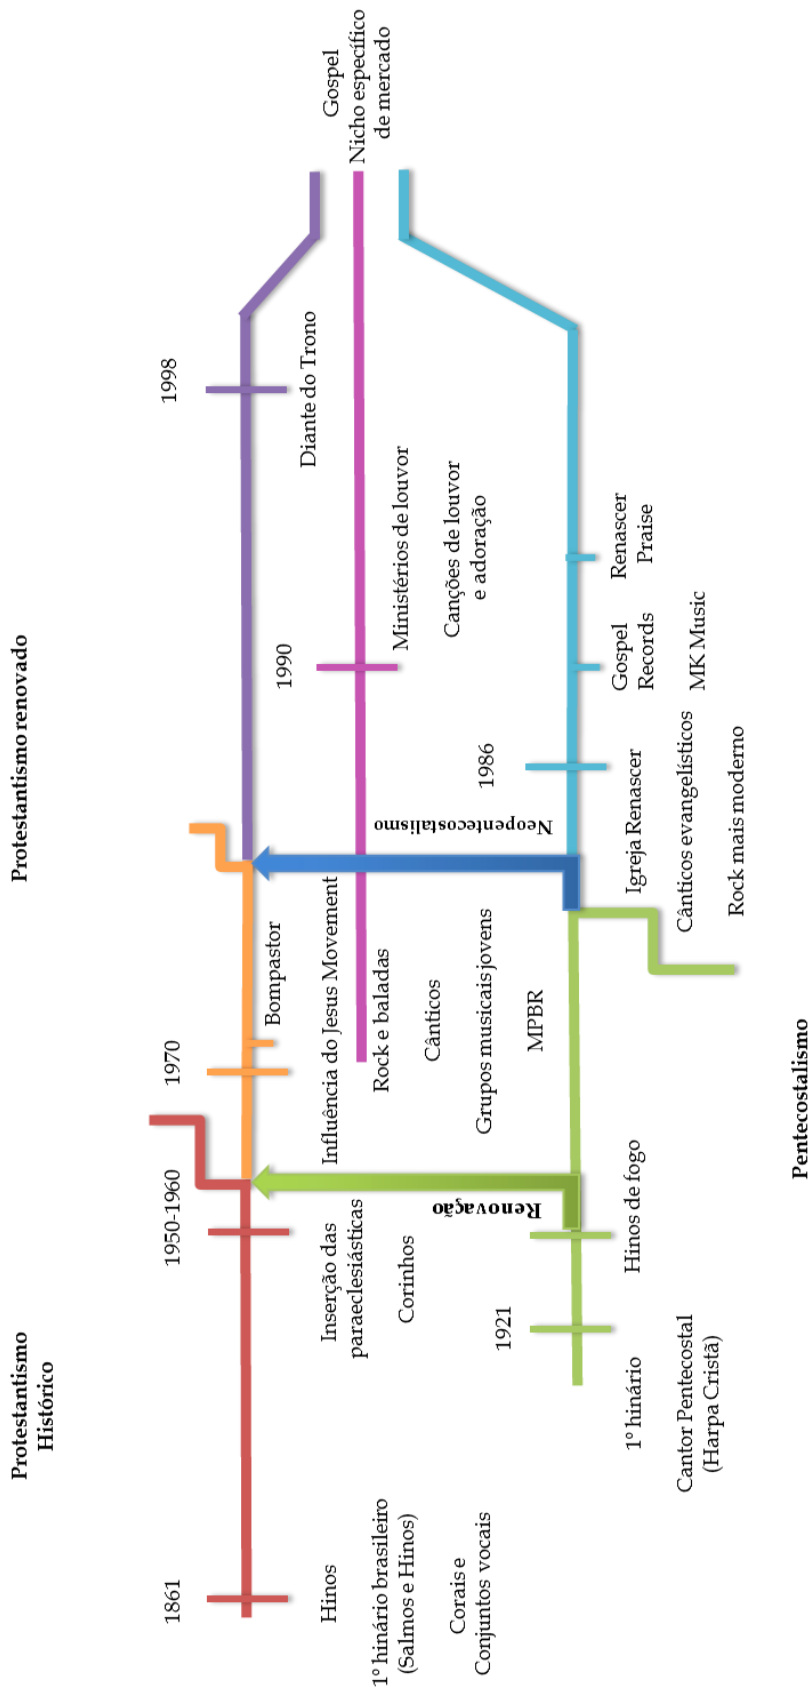 Protestantismo
Histórico
Protestantismo renovado
1861
1950-1960
1970
1998
Hinos
1º hinário brasileiro
(Salmos e Hinos)
Corais e
Conjuntos vocais
Inserção das
paraeclesiásticas
Corinhos
Renovação
Bompastor
Influência do Jesus Movement
Rock e baladas
Cânticos
Grupos musicais jovens
MPBR
Neopentecostalismo
1990
Ministérios de louvor
Canções de louvor
e adoração
Diante do Trono
Gospel
Nicho específico
de mercado
1921
1º hinário
Cantor Pentecostal
(Harpa Cristã)
Hinos de fogo
1986
Igreja Renascer
Cânticos evangelísticos
Rock mais moderno
Gospel
Records
MK Music
Renascer
Praise
Pentecostalismo